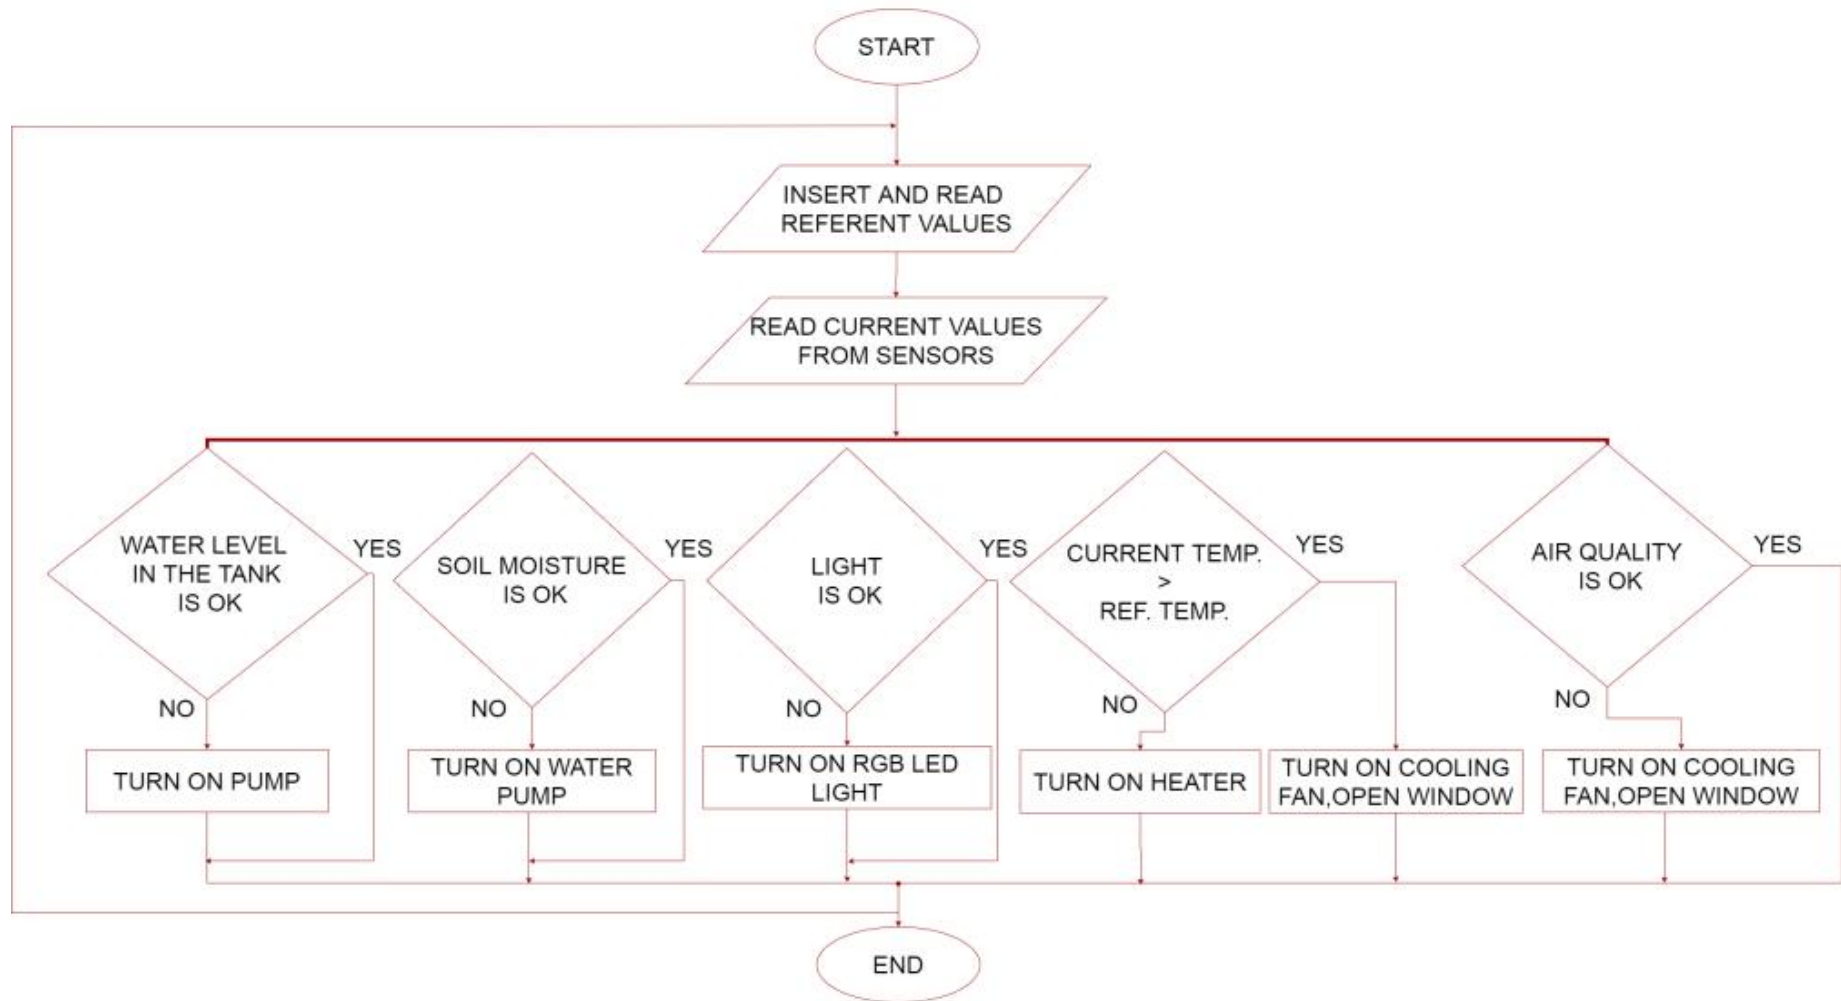 START
INSERT AND READ
REFERENT VALUES
READ CURRENT VALUES
FROM SENSORS
WATER LEVEL
IN THE TANK
IS OK
YES
NO
TURN ON PUMP
SOIL MOISTURE
IS OK
YES
NO
TURN ON WATER
PUMP
LIGHT
IS OK
YES
NO
TURN ON RGB LED
LIGHT
CURRENT TEMP.
>
REF. TEMP.
YES
NO
TURN ON HEATER
TURN ON COOLING
FAN,OPEN WINDOW
AIR QUALITY
IS OK
YES
NO
TURN ON COOLING
FAN,OPEN WINDOW
END